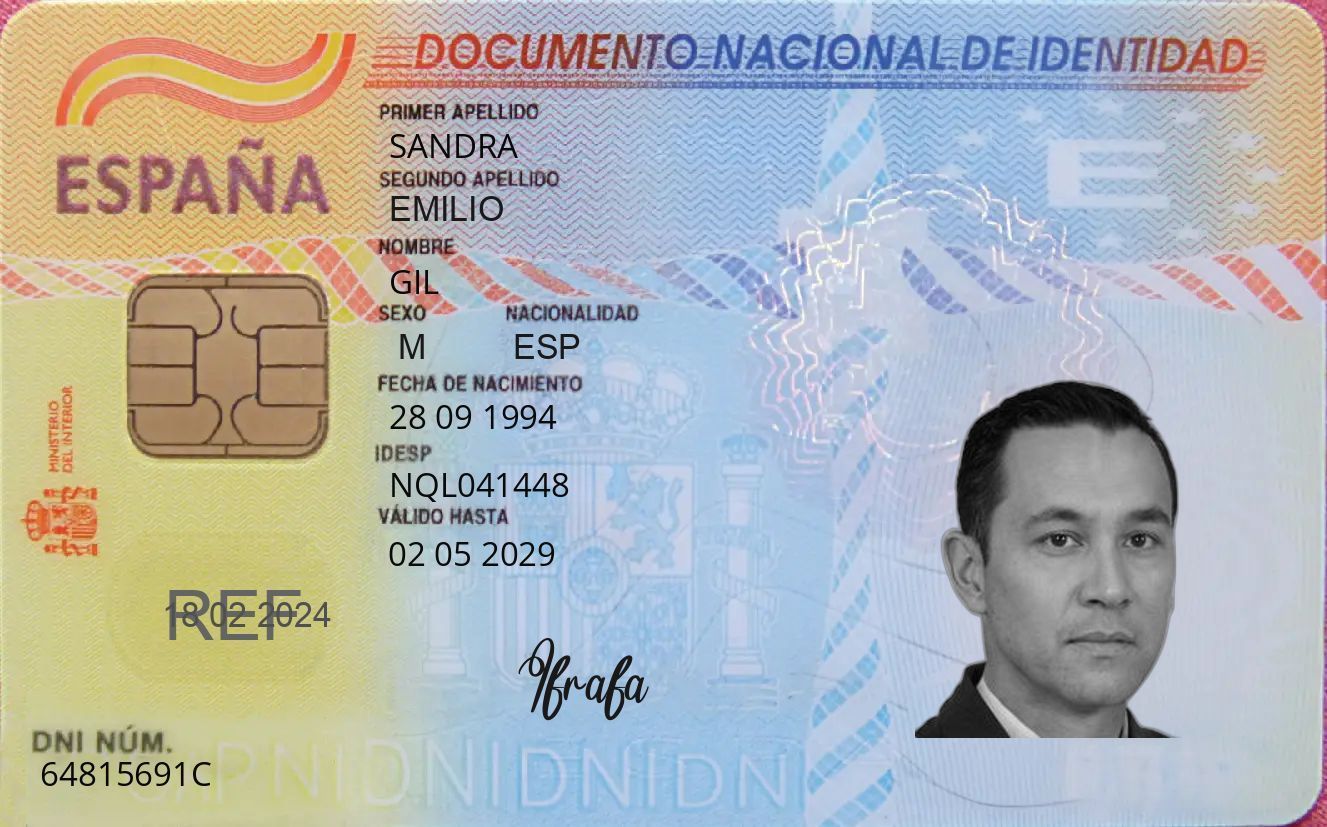 DOCUMENTO NACIONAL DE IDENTIDAD
ESPAÑA
PRIMER APELLIDO
SANDRA
SEGUNDO APELLIDO
EMILIO
NOMBRE
GIL
SEXO NACIONALIDAD
M ESP
FECHA DE NACIMIENTO
28 09 1994
IDESP
NQL041448
VÁLIDO HASTA
02 05 2029
MINISTERIO
DEL INTERIOR
E
REF
18 02 2024
Ifrafa
DNI NÚM.
64815691C
DNIDNIDNIDNI